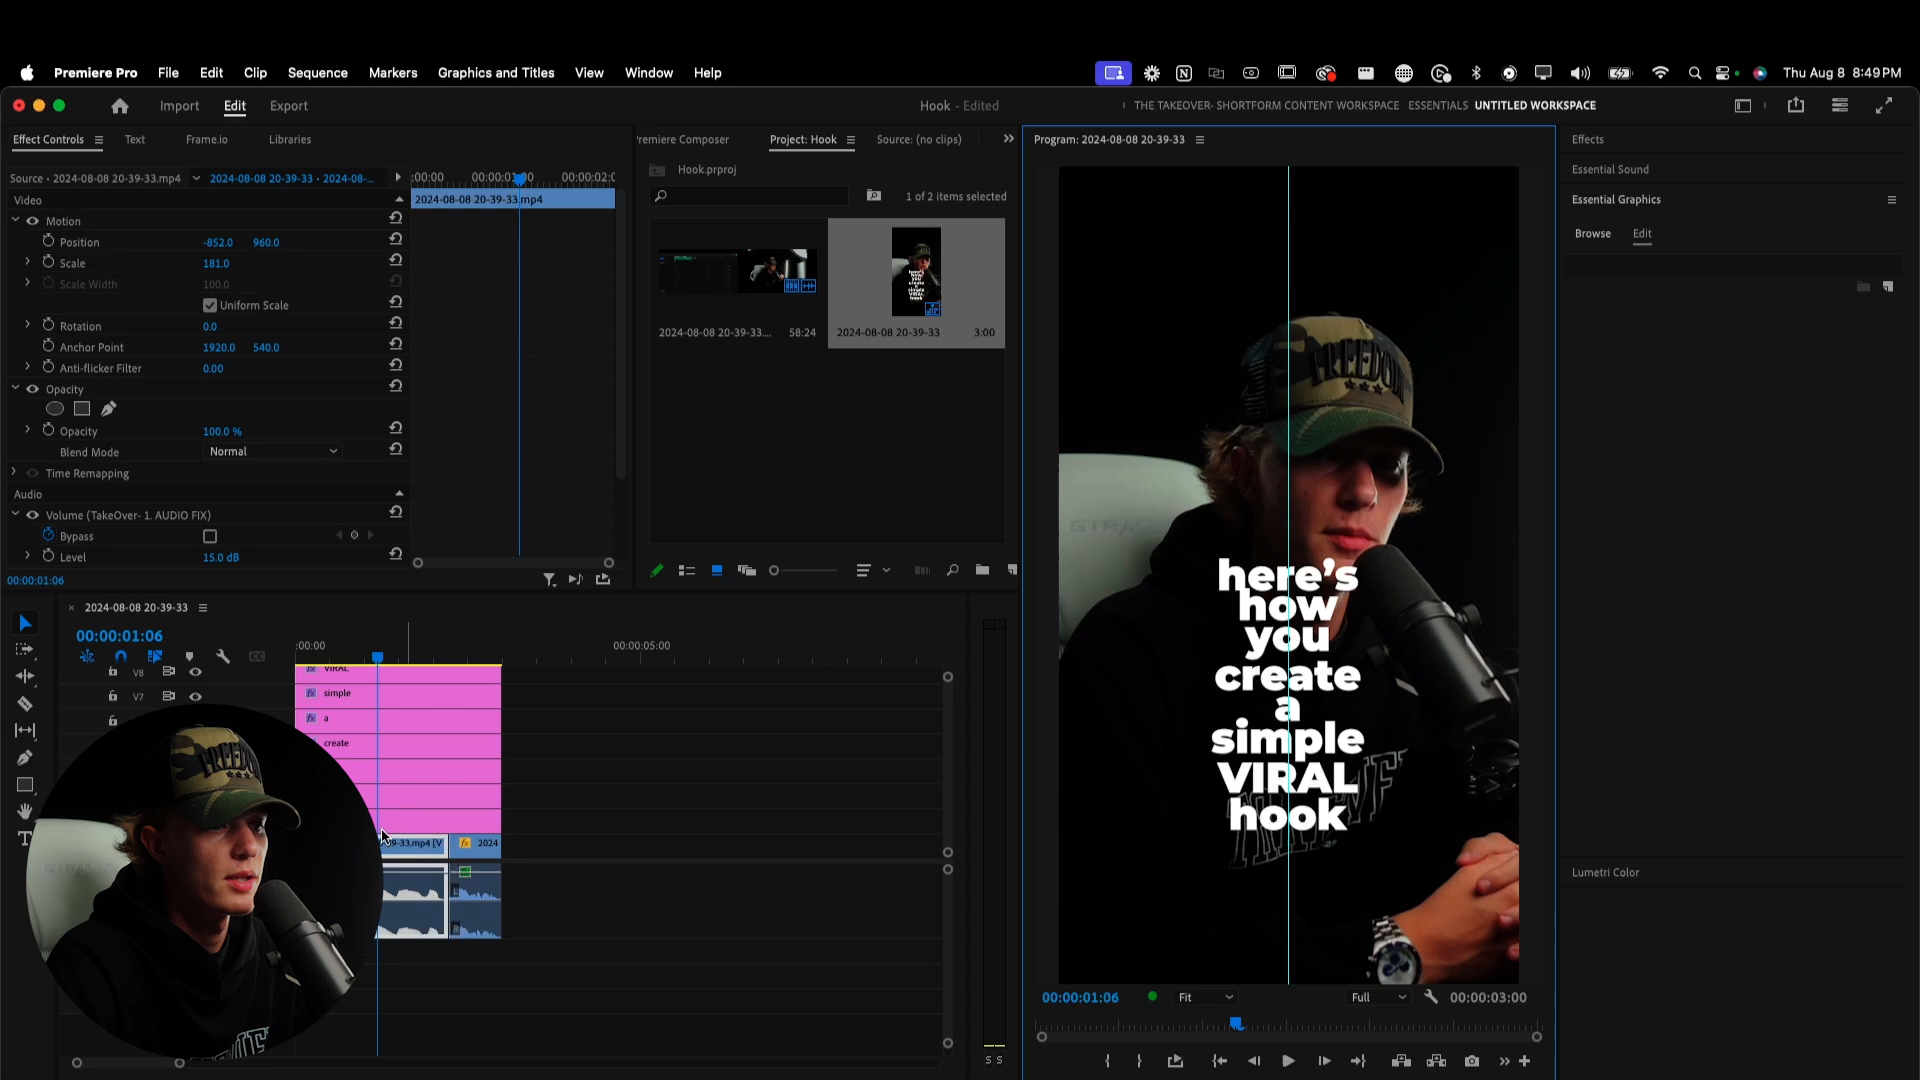 Premiere Pro File Edit Clip Sequence Markers Graphics and Titles View Window Help Thu Aug 8 8:49 PM
Import Edit Export Hook - Edited THE TAKEOVER- SHORTFORM CONTENT WORKSPACE ESSENTIALS UNTITLED WORKSPACE
Effect Controls Text Frame.io Libraries
Source • 2024-08-08 20-39-33.mp4 2024-08-08 20-39-33 • 2024-08-...
:00:00 00:00:01:00 00:00:02:0
2024-08-08 20-39-33.mp4
Video
Motion
Position -852.0 960.0
Scale 181.0
Scale Width 100.0
Uniform Scale
Rotation 0.0
Anchor Point 1920.0 540.0
Anti-flicker Filter 0.00
Opacity
Opacity 100.0 %
Blend Mode Normal
Time Remapping
Audio
Volume (TakeOver- 1. AUDIO FIX)
Bypass
Level 15.0 dB
00:00:01:06
remiere Composer Project: Hook Source: (no clips)
Hook.prproj
1 of 2 items selected
2024-08-08 20-39-33.... 58:24
2024-08-08 20-39-33 3:00
Program: 2024-08-08 20-39-33
FREEDOM
here's
how
you
create
a
simple
VIRAL
hook
00:00:01:06 Fit Full 00:00:03:00
Effects
Essential Sound
Essential Graphics
Browse Edit
Lumetri Color
2024-08-08 20-39-33
00:00:01:06
:00:00 00:00:05:00
V8 VIRAL
V7 simple
a
create
39-33.mp4 [V
2024
L
R
S S
FREEDOM